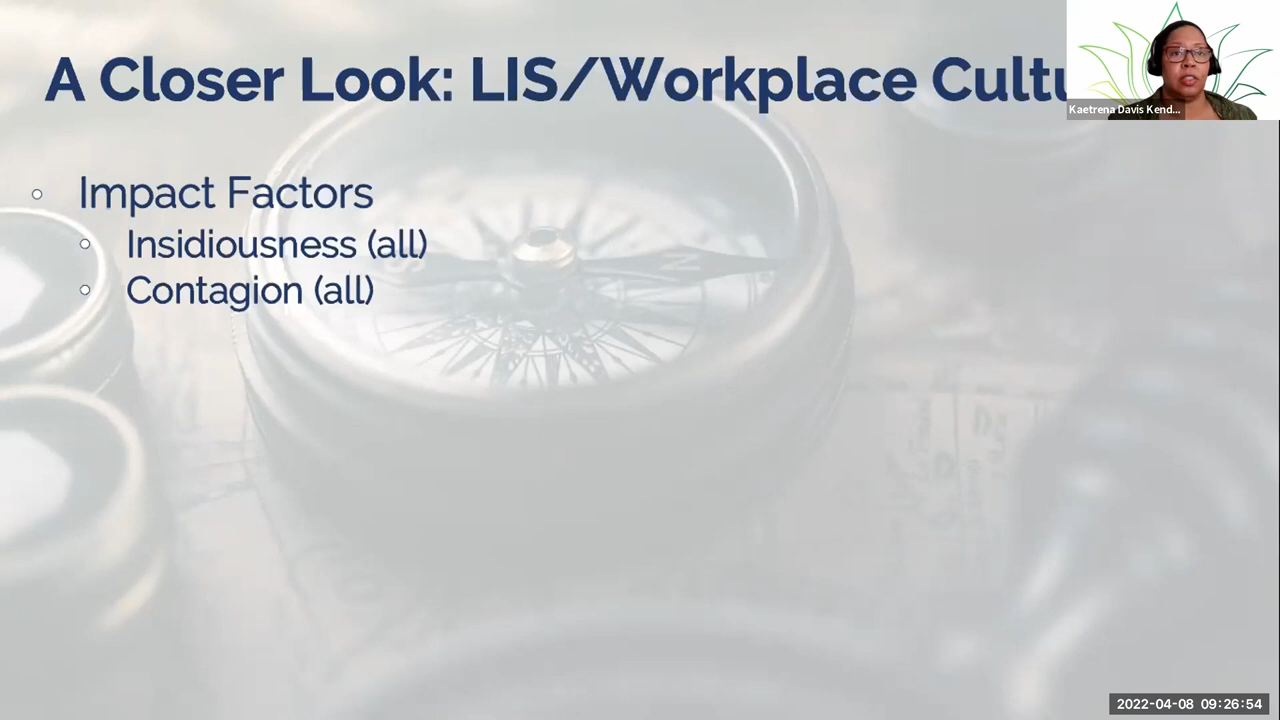 A Closer Look: LIS/Workplace Cultu
Kaetrena Davis Kend...
Impact Factors
Insidiousness (all)
Contagion (all)
2022-04-08 09:26:54